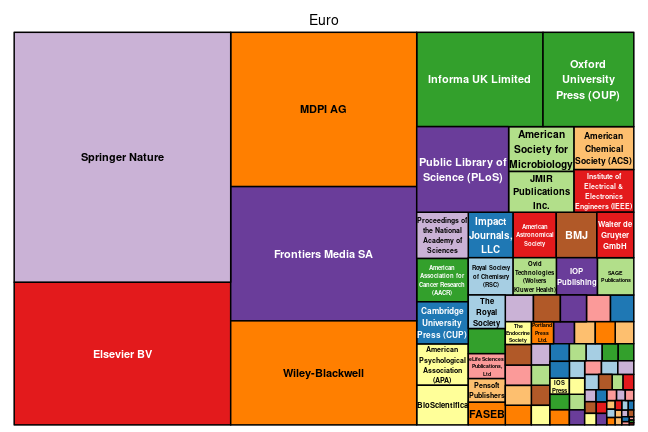 Euro
Springer Nature
Elsevier BV
MDPI AG
Frontiers Media SA
Wiley-Blackwell
Informa UK Limited
Oxford
University
Press (OUP)
Public Library of
Science (PLoS)
American
Society for
Microbiology
American
Chemical
Society (ACS)
JMIR
Publications
Inc.
Institute of
Electrical &
Electronics
Engineers (IEEE)
Proceedings of
the National
Academy of
Sciences
Impact
Journals,
LLC
American
Astronomical
Society
BMJ
Walter de
Gruyter
GmbH
American
Association for
Cancer Research
(AACR)
Royal Society
of Chemisry
(RSC)
Ovid
Technologies
(Wolters
Kluwer Health)
IOP
Publishing
SAGE
Publications
Cambridge
University
Press (CUP)
The
Royal
Society
The
Endocrine
Society
Portland
Press
Ltd.
American
Psychological
Association
(APA)
eLife Sciences
Publications,
Ltd
Pensoft
Publishers
IOS
Press
BioScientifica
FASEB